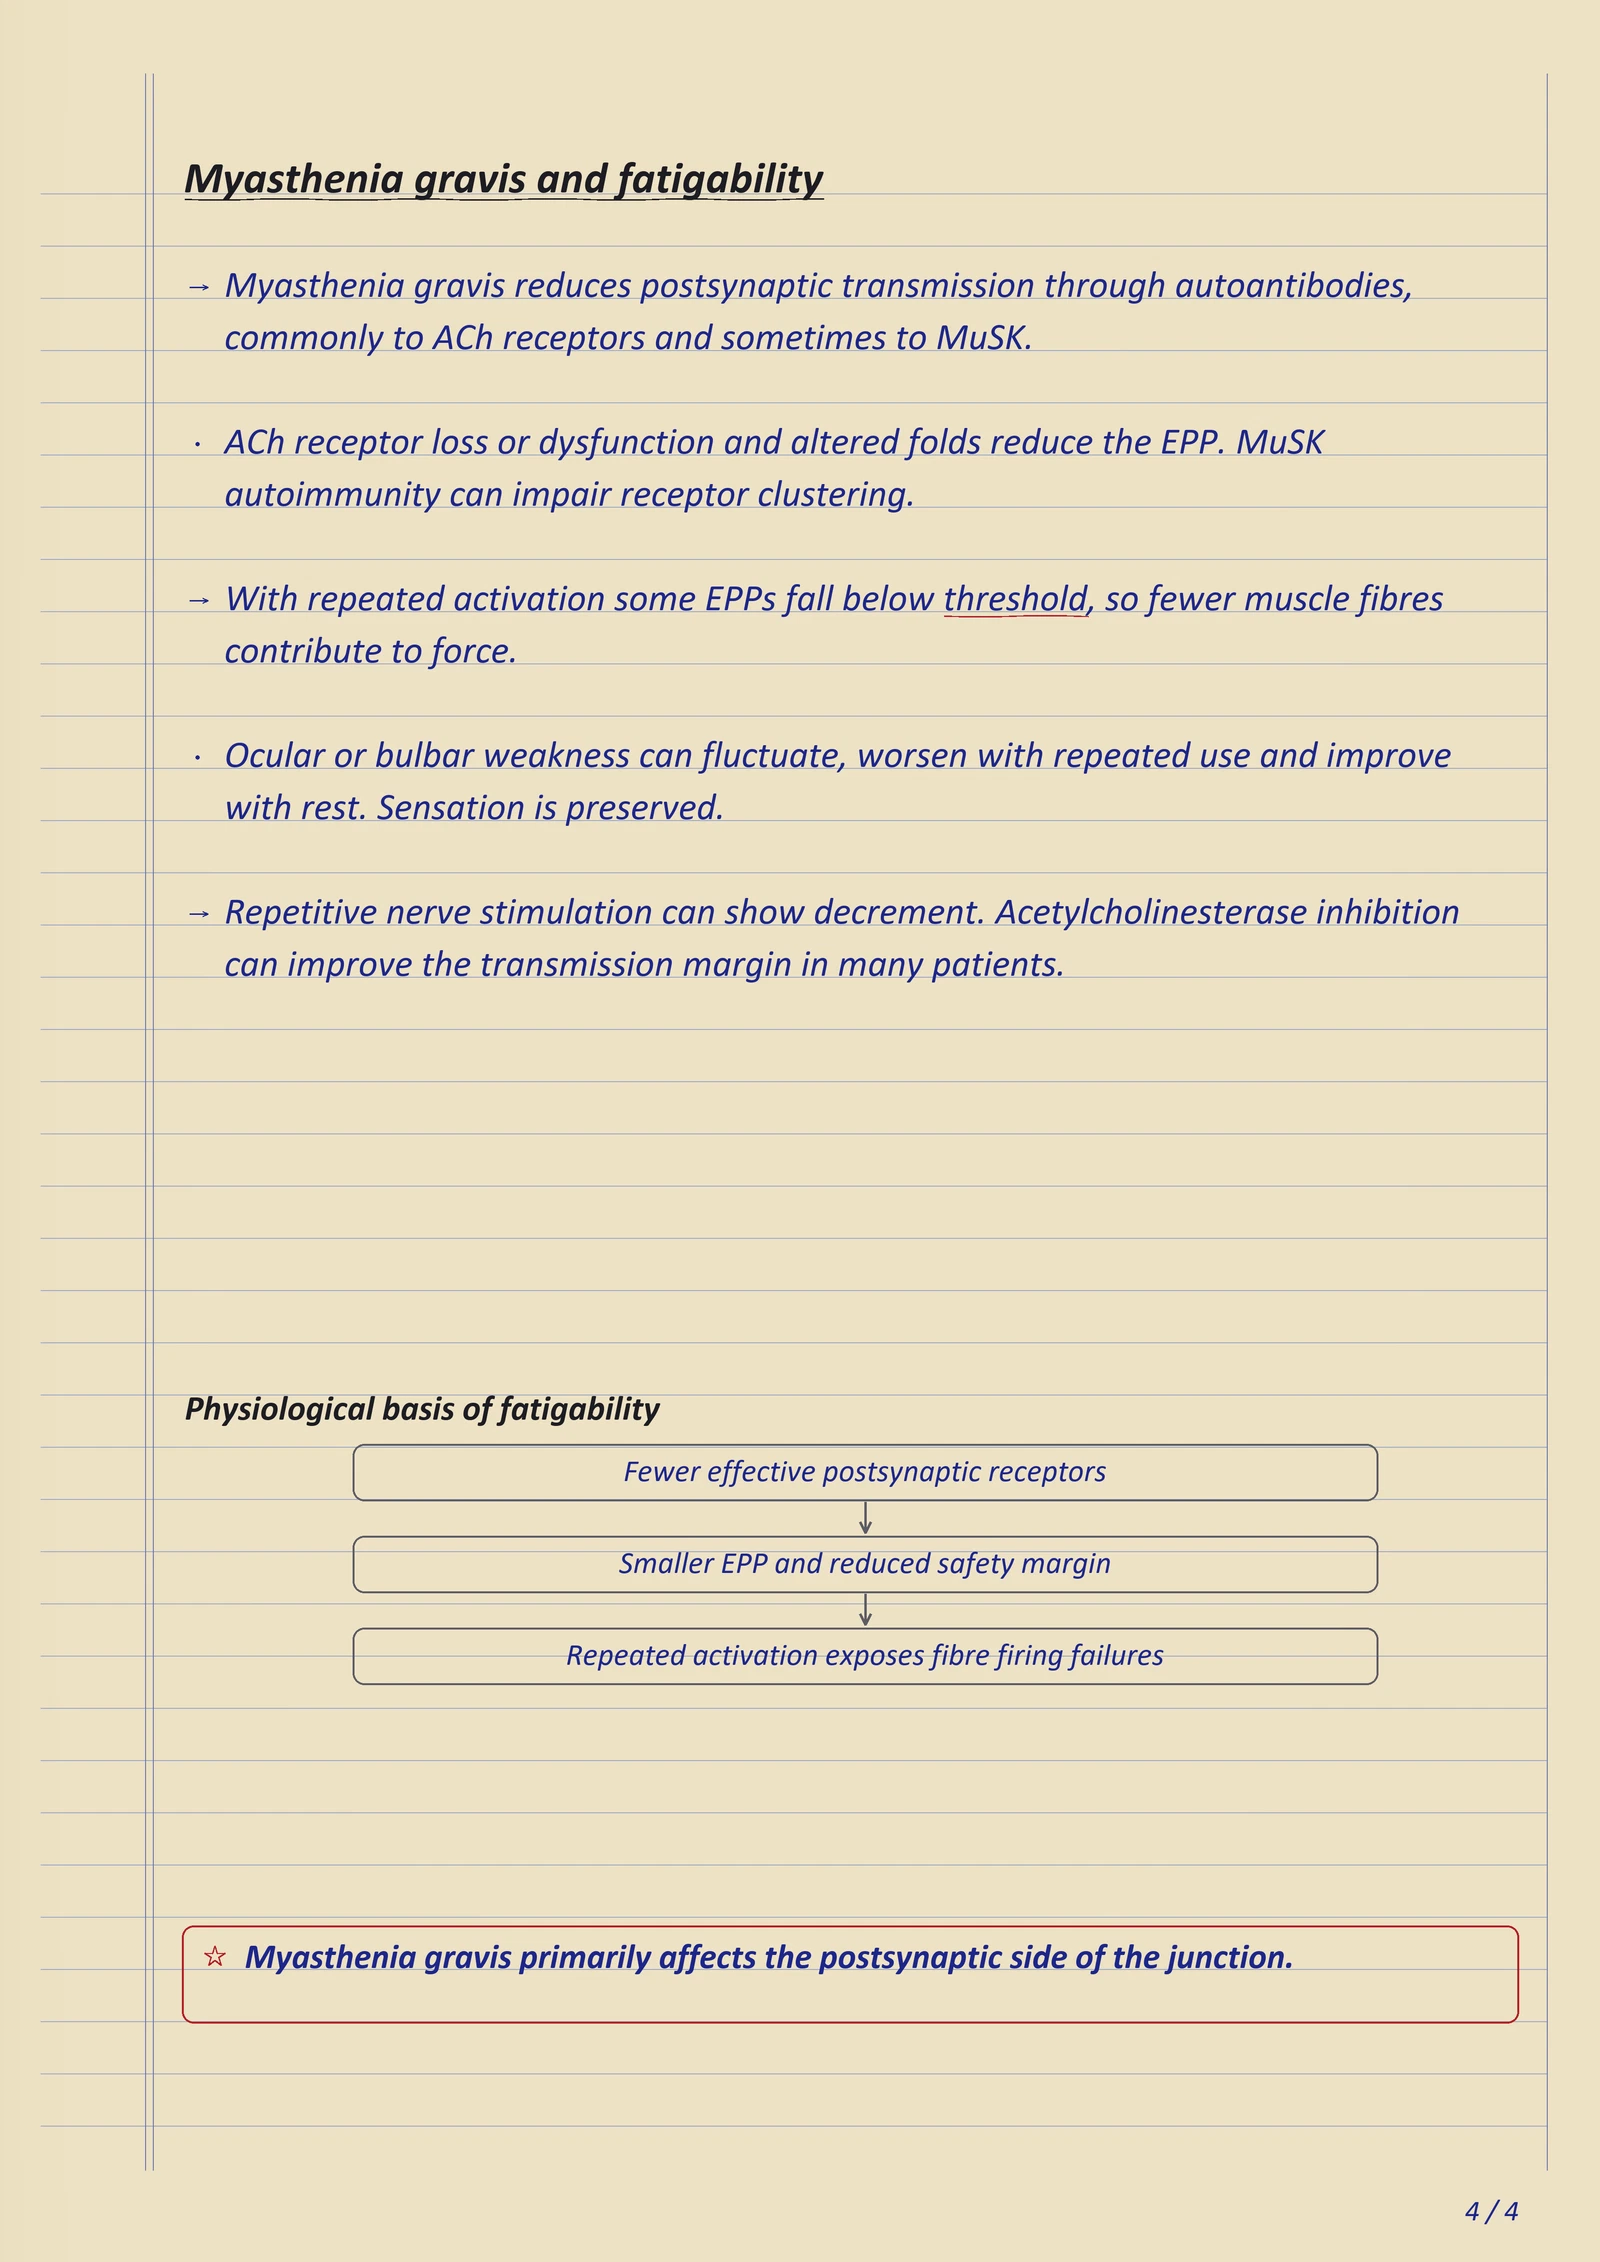 Myasthenia gravis and fatigability
→ Myasthenia gravis reduces postsynaptic transmission through autoantibodies,
commonly to ACh receptors and sometimes to MuSK.
· ACh receptor loss or dysfunction and altered folds reduce the EPP. MuSK
autoimmunity can impair receptor clustering.
→ With repeated activation some EPPs fall below threshold, so fewer muscle fibres
contribute to force.
· Ocular or bulbar weakness can fluctuate, worsen with repeated use and improve
with rest. Sensation is preserved.
→ Repetitive nerve stimulation can show decrement. Acetylcholinesterase inhibition
can improve the transmission margin in many patients.
Physiological basis of fatigability
Fewer effective postsynaptic receptors
Smaller EPP and reduced safety margin
Repeated activation exposes fibre firing failures
☆ Myasthenia gravis primarily affects the postsynaptic side of the junction.
4 / 4